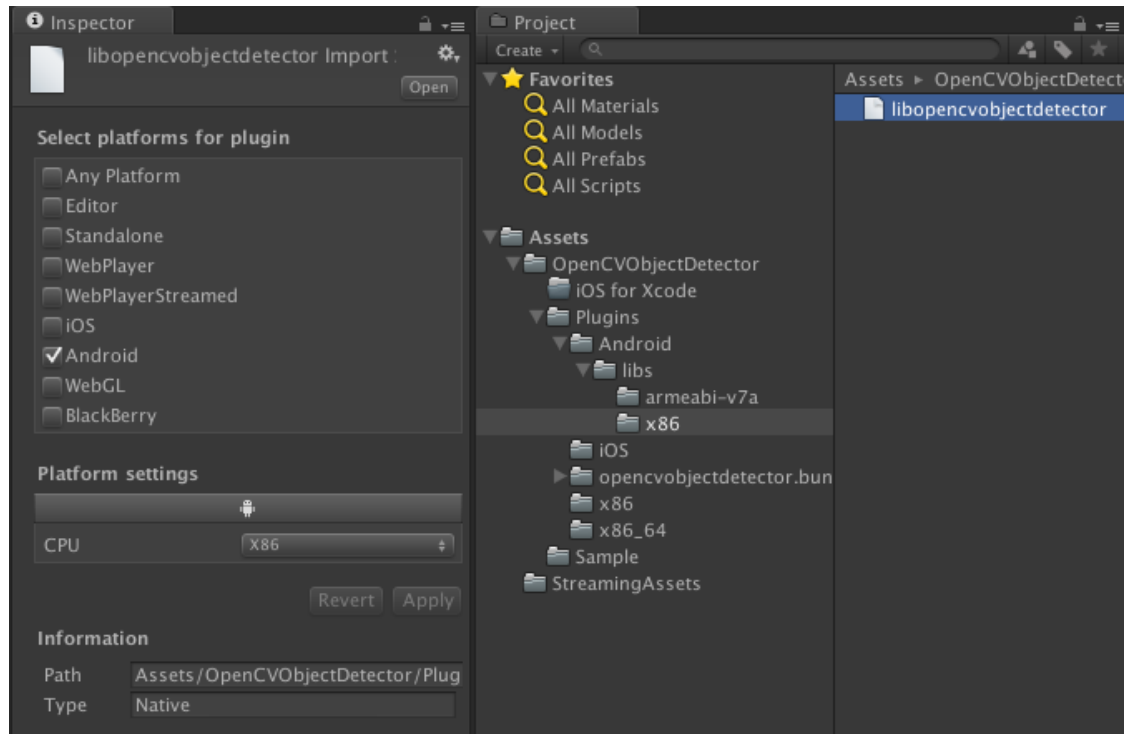 Inspector
libopencvobjectdetector Import
Open
Select platforms for plugin
Any Platform
Editor
Standalone
WebPlayer
WebPlayerStreamed
iOS
Android
WebGL
BlackBerry
Platform settings
CPU X86
Revert Apply
Information
Path Assets/OpenCVObjectDetector/Plug
Type Native
Project
Create
Favorites
All Materials
All Models
All Prefabs
All Scripts
Assets
OpenCVObjectDetector
iOS for Xcode
Plugins
Android
libs
armeabi-v7a
x86
iOS
opencvobjectdetector.bun
x86
x86_64
Sample
StreamingAssets
Assets ▸ OpenCVObjectDetect
libopencvobjectdetector